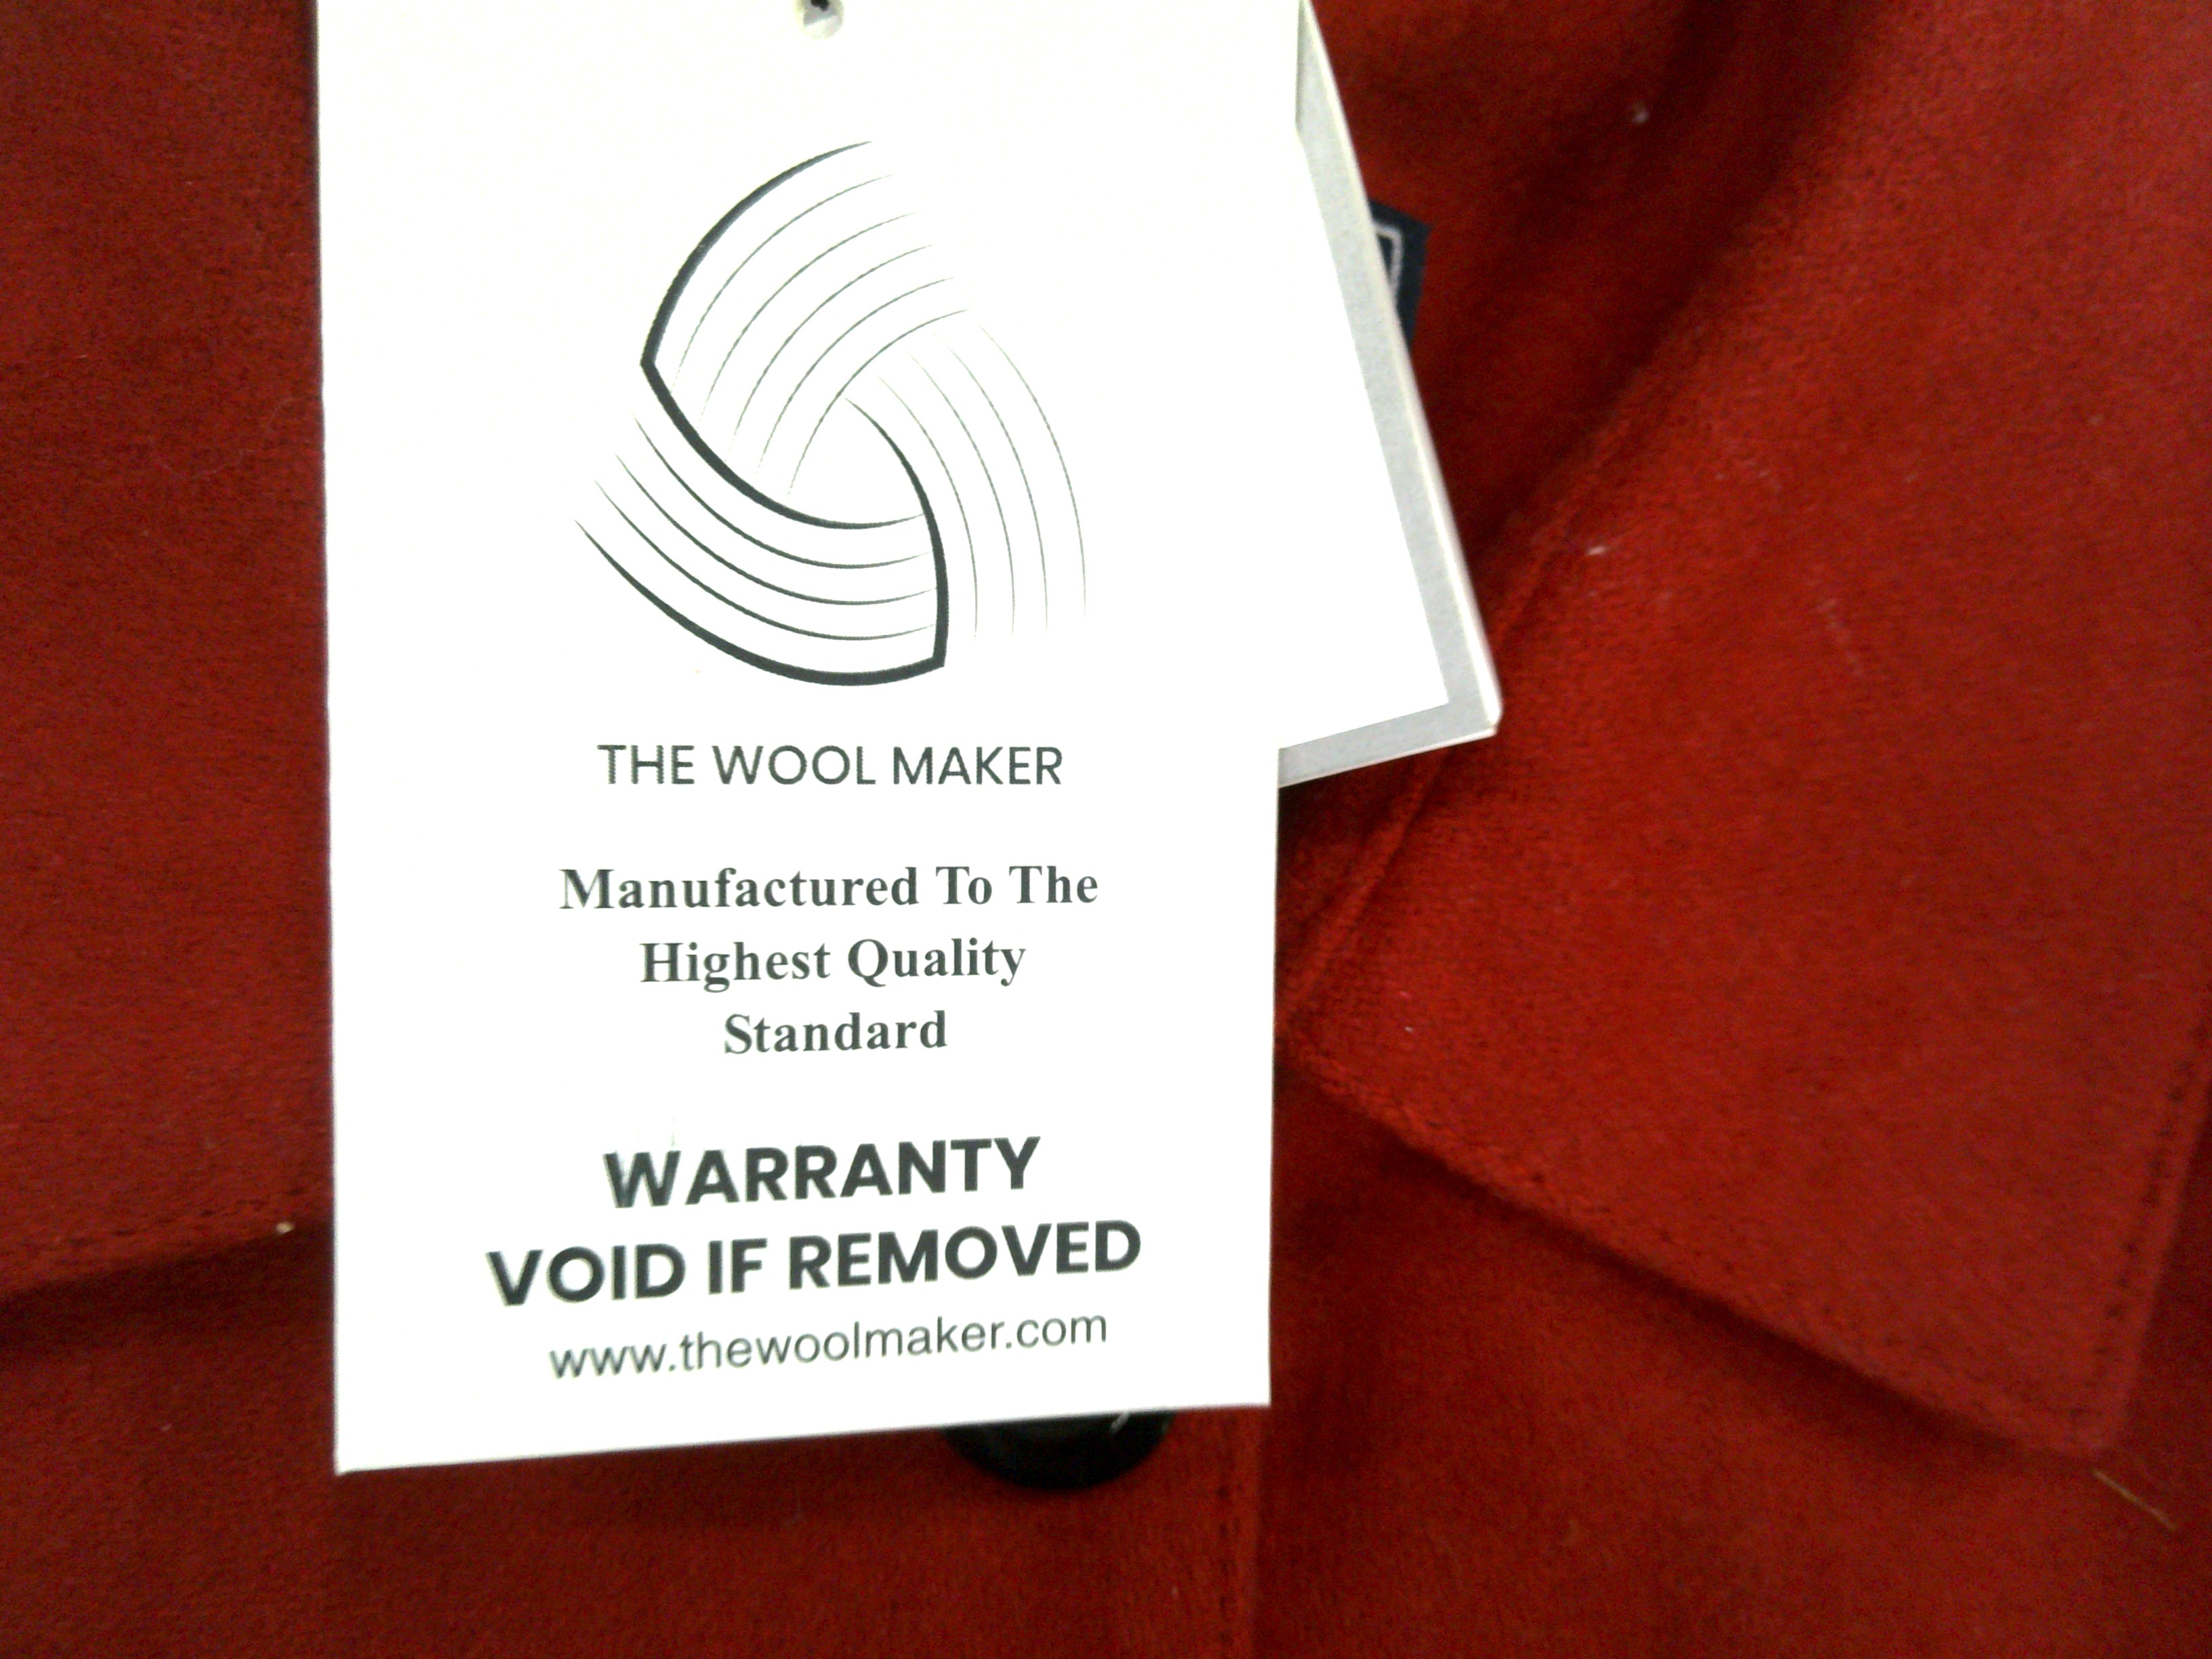 THE WOOL MAKER
Manufactured To The
Highest Quality
Standard
WARRANTY
VOID IF REMOVED
www.thewoolmaker.com